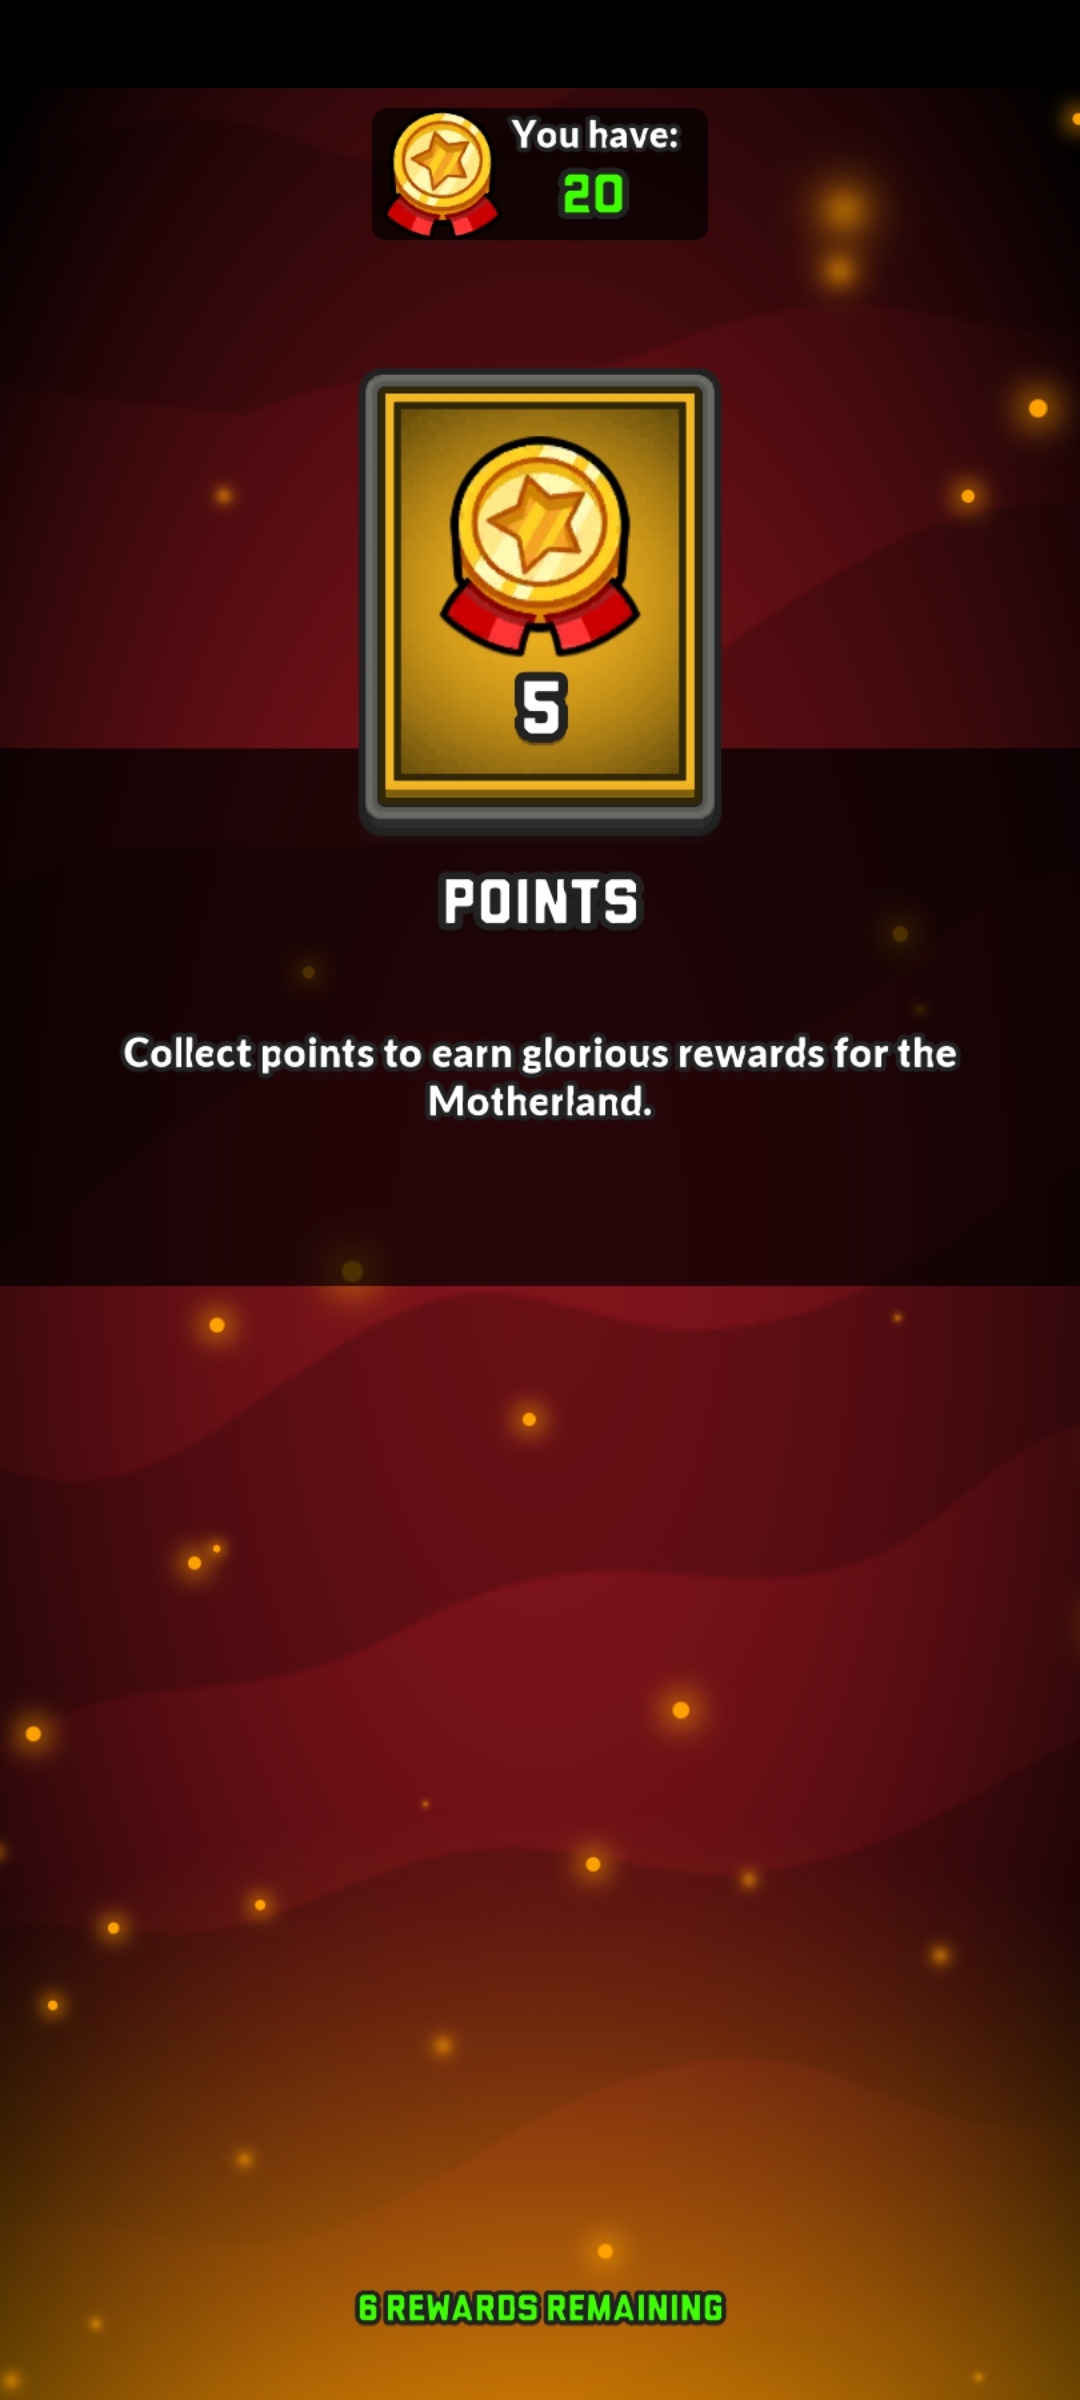 You have:
20
5
POINTS
Collect points to earn glorious rewards for the
Motherland.
6 REWARDS REMAINING